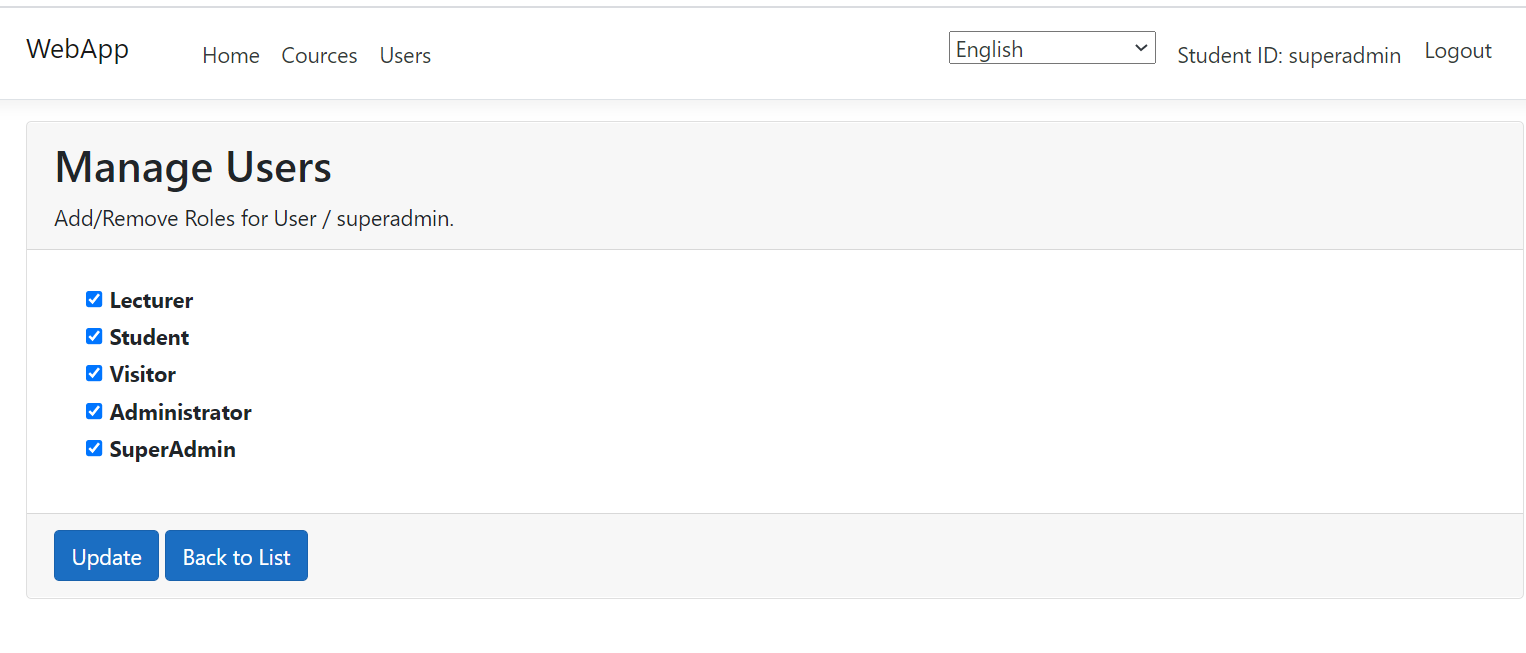 WebApp Home Cources Users English Student ID: superadmin Logout
Manage Users
Add/Remove Roles for User / superadmin.
Lecturer
Student
Visitor
Administrator
SuperAdmin
Update Back to List